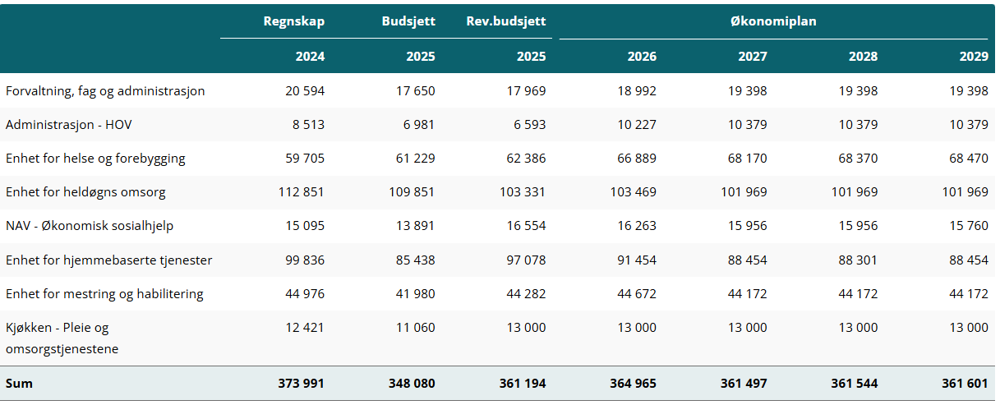 Regnskap Budsjett Rev.budsjett Økonomiplan
2024 2025 2025 2026 2027 2028 2029
Forvaltning, fag og administrasjon 20 594 17 650 17 969 18 992 19 398 19 398 19 398
Administrasjon - HOV 8 513 6 981 6 593 10 227 10 379 10 379 10 379
Enhet for helse og forebygging 59 705 61 229 62 386 66 889 68 170 68 370 68 470
Enhet for heldøgns omsorg 112 851 109 851 103 331 103 469 101 969 101 969 101 969
NAV - Økonomisk sosialhjelp 15 095 13 891 16 554 16 263 15 956 15 956 15 760
Enhet for hjemmebaserte tjenester 99 836 85 438 97 078 91 454 88 454 88 301 88 454
Enhet for mestring og habilitering 44 976 41 980 44 282 44 672 44 172 44 172 44 172
Kjøkken - Pleie og 12 421 11 060 13 000 13 000 13 000 13 000 13 000
omsorgstjenestene
Sum 373 991 348 080 361 194 364 965 361 497 361 544 361 601